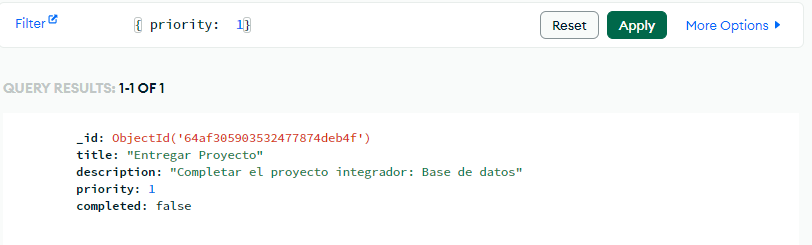 Filter { priority: 1} Reset Apply More Options
QUERY RESULTS: 1-1 OF 1
_id: ObjectId('64af305903532477874deb4f')
title: "Entregar Proyecto"
description: "Completar el proyecto integrador: Base de datos"
priority: 1
completed: false